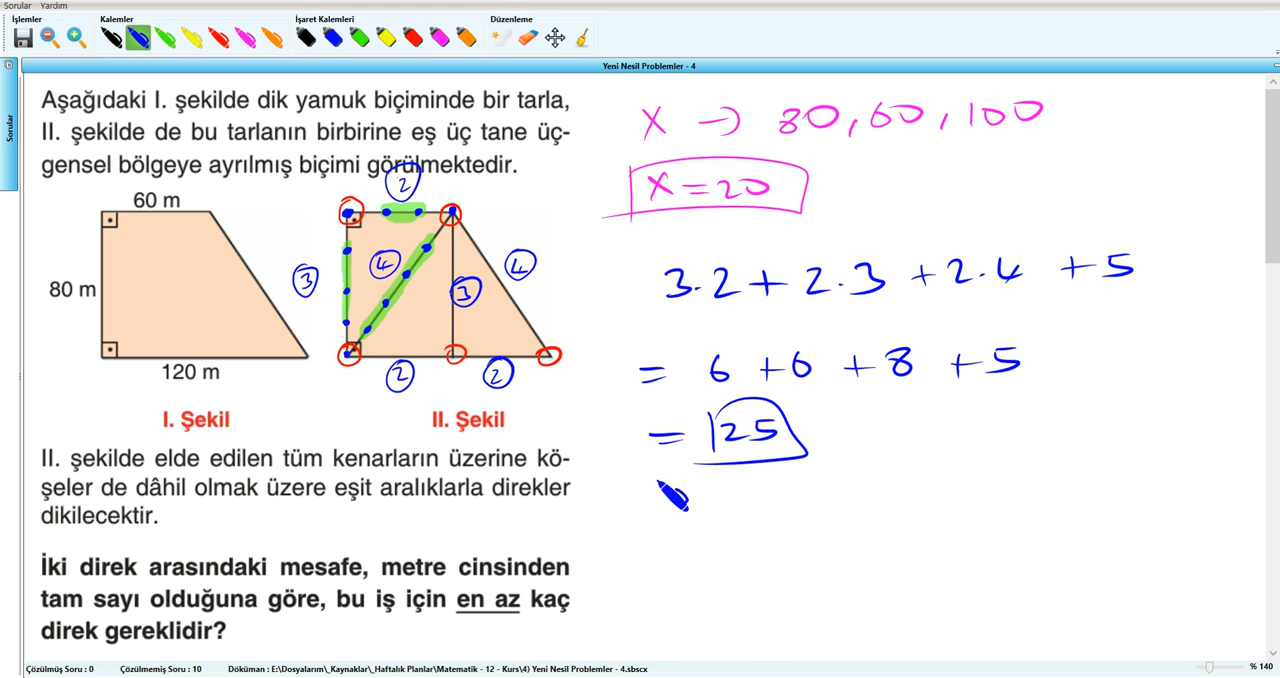 Sorular Yardım
İşlemler Kalemler İşaret Kalemleri Düzenleme
Yeni Nesil Problemler - 4
Sorular
Aşağıdaki I. şekilde dik yamuk biçiminde bir tarla,
II. şekilde de bu tarlanın birbirine eş üç tane üç-
gensel bölgeye ayrılmış biçimi görülmektedir.
60 m
80 m
120 m
I. Şekil
2
3
4
3
4
2
2
II. Şekil
II. şekilde elde edilen tüm kenarların üzerine kö-
şeler de dâhil olmak üzere eşit aralıklarla direkler
dikilecektir.
İki direk arasındaki mesafe, metre cinsinden
tam sayı olduğuna göre, bu iş için en az kaç
direk gereklidir?
x → 80, 60, 100
x = 20
3.2 + 2.3 + 2.4 + 5
= 6 + 6 + 8 + 5
= 25
Çözülmüş Soru : 0 Çözülmemiş Soru : 10 Döküman : E:\Dosyalarım\_Kaynaklar\_Haftalık Planlar\Matematik - 12 - Kurs\4) Yeni Nesil Problemler - 4.sbscx % 140